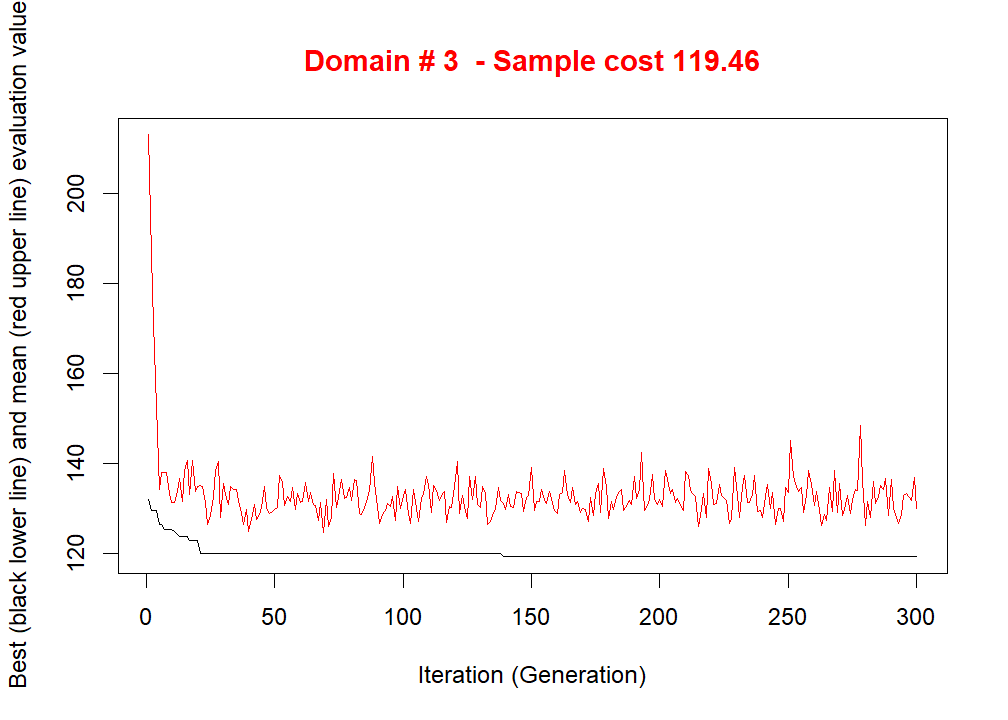 Domain # 3  - Sample cost 119.46
Best (black lower line) and mean (red upper line) evaluation value
200
180
160
140
120
0 50 100 150 200 250 300
Iteration (Generation)